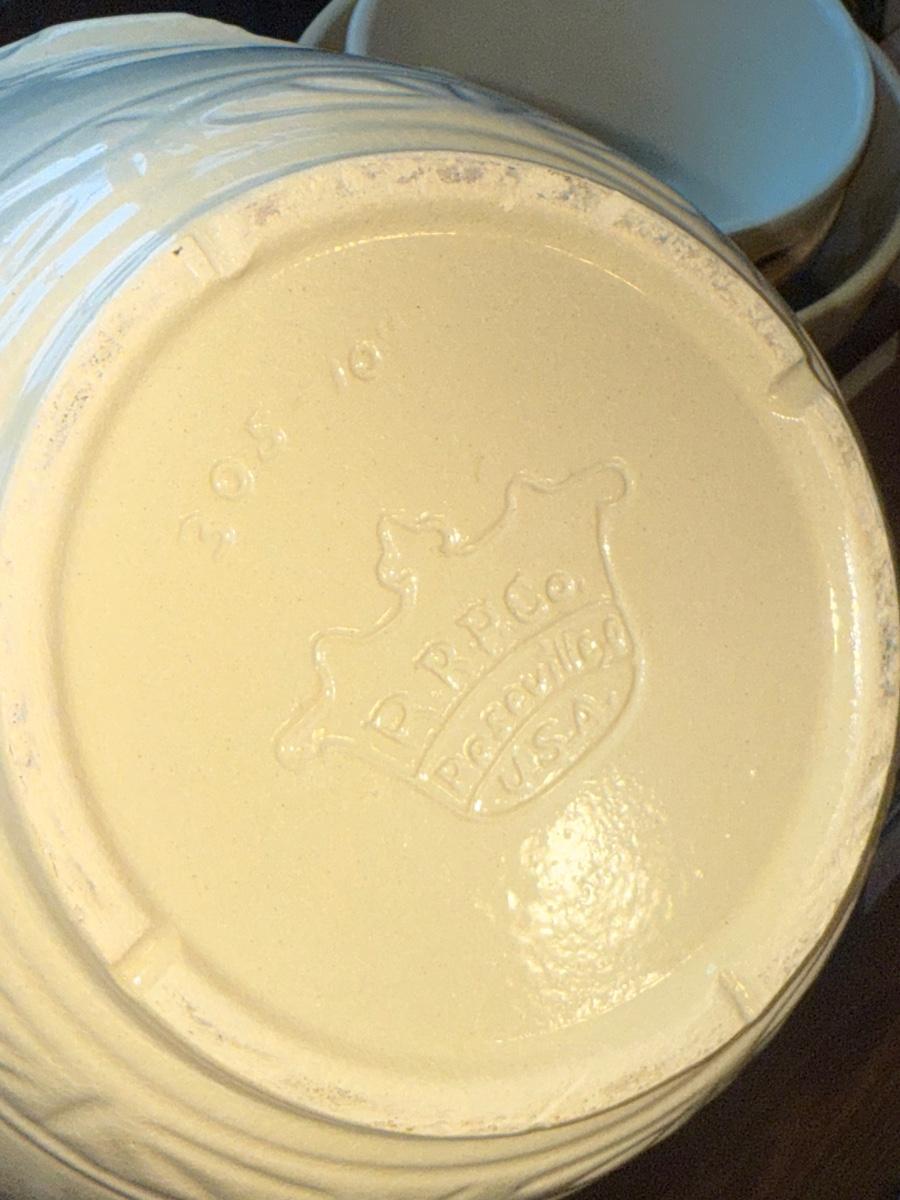 305-10"
R.R.P.Co.
Roseville
U.S.A.